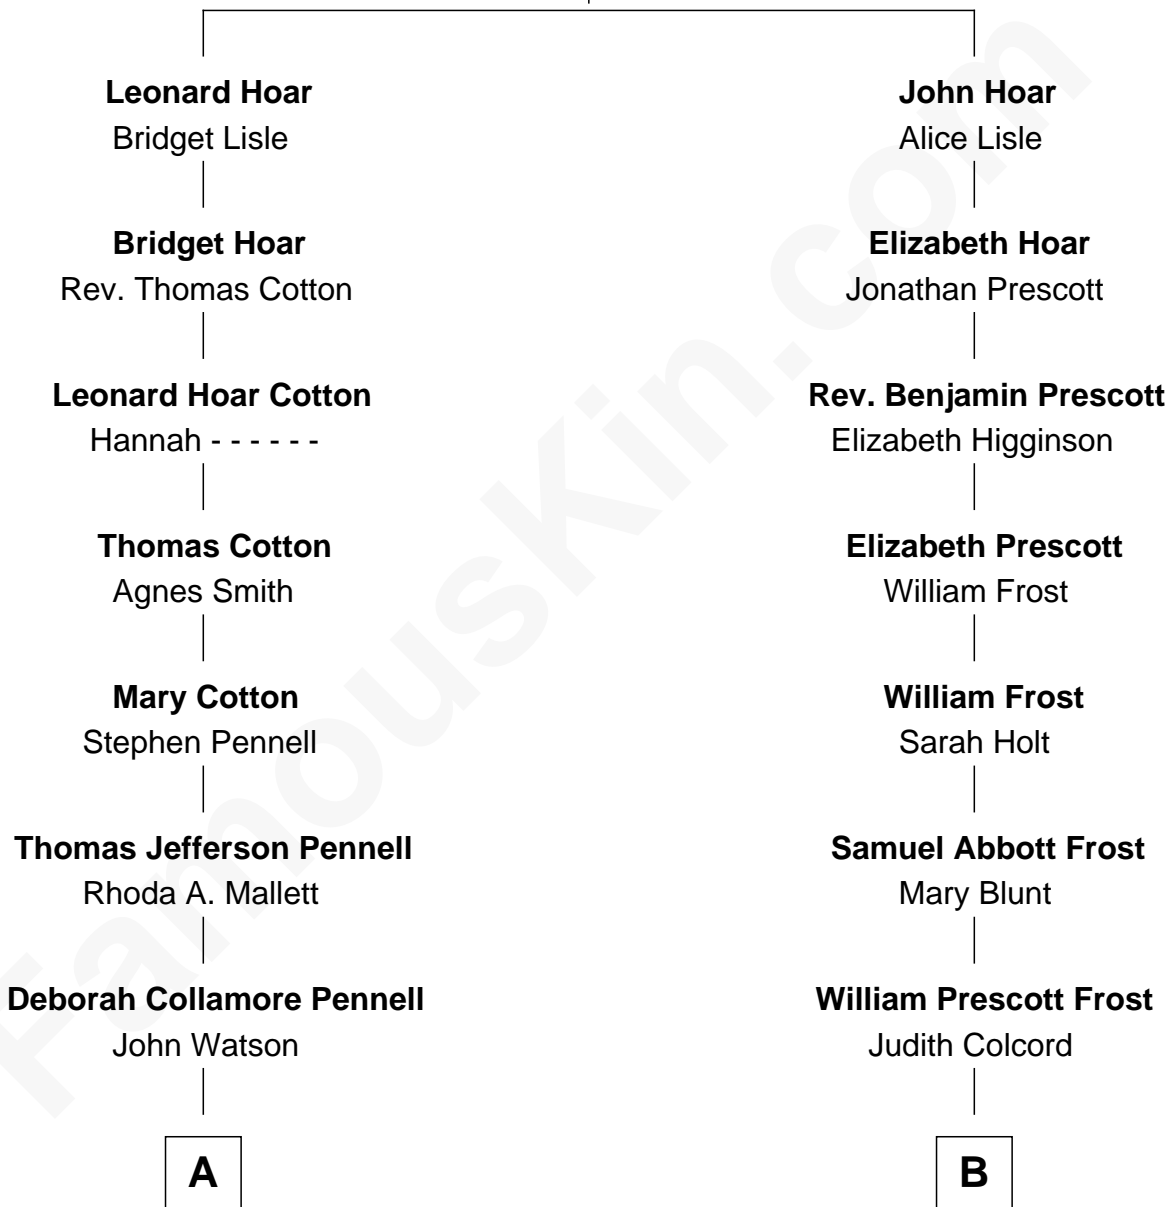 Leonard Hoar
Bridget Lisle
Bridget Hoar
Rev. Thomas Cotton
Leonard Hoar Cotton
Hannah - - - - - -
Thomas Cotton
Agnes Smith
Mary Cotton
Stephen Pennell
Thomas Jefferson Pennell
Rhoda A. Mallett
Deborah Collamore Pennell
John Watson
A
John Hoar
Alice Lisle
Elizabeth Hoar
Jonathan Prescott
Rev. Benjamin Prescott
Elizabeth Higginson
Elizabeth Prescott
William Frost
William Frost
Sarah Holt
Samuel Abbott Frost
Mary Blunt
William Prescott Frost
Judith Colcord
B
FamousKin.com